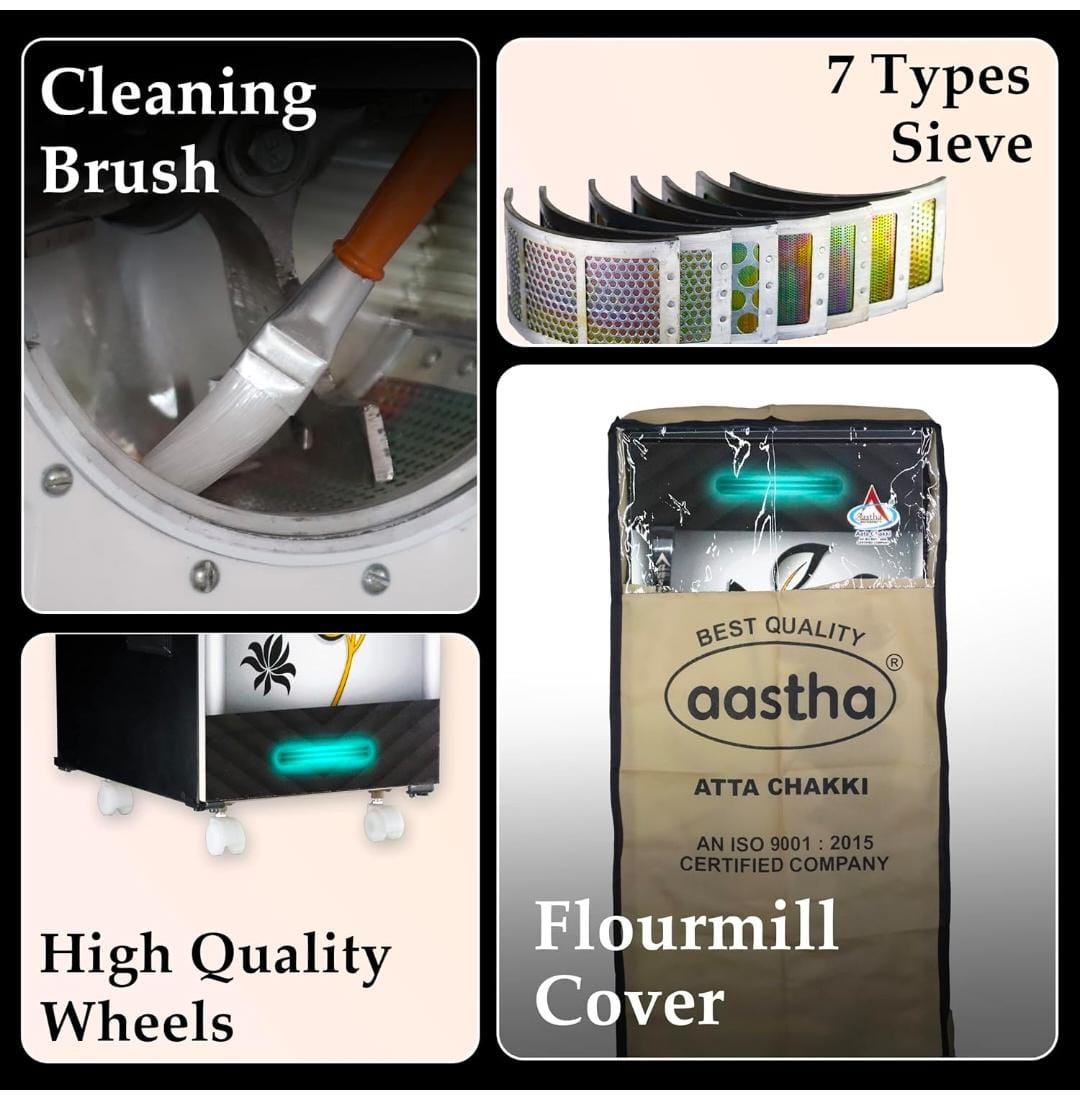 Cleaning
Brush
7 Types
Sieve
aastha
BEST QUALITY
aastha
®
ATTA CHAKKI
AN ISO 9001 : 2015
CERTIFIED COMPANY
Flourmill
Cover
High Quality
Wheels